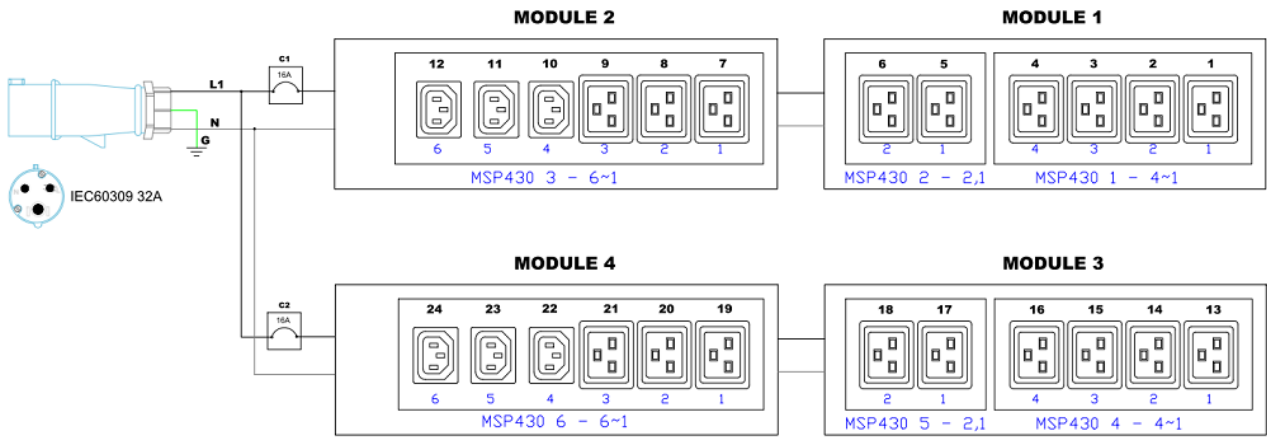 MODULE 2
MODULE 1
C1
16A
L1
N
G
12 11 10 9 8 7
6 5 4 3 2 1
MSP430 3 - 6~1
6 5
2 1
MSP430 2 - 2,1
4 3 2 1
4 3 2 1
MSP430 1 - 4~1
IEC60309 32A
MODULE 4
MODULE 3
C2
16A
24 23 22 21 20 19
6 5 4 3 2 1
MSP430 6 - 6~1
18 17
2 1
MSP430 5 - 2,1
16 15 14 13
4 3 2 1
MSP430 4 - 4~1